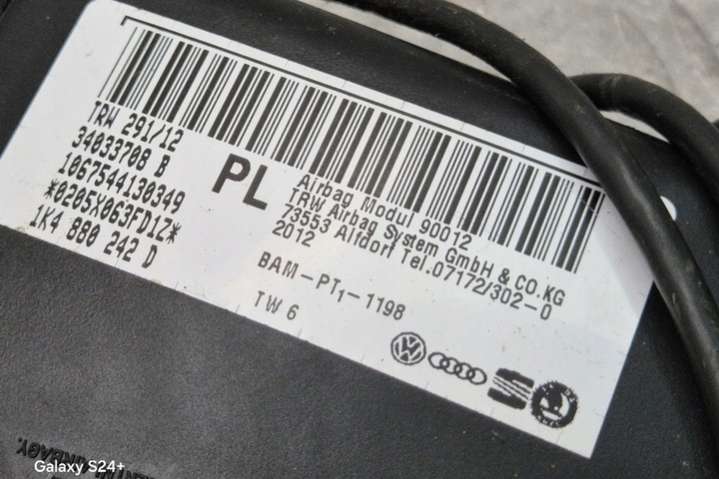 TRW 291/12
34033708 B
1067544130349
*0205X063FD1Z*
1K4 880 242 D
PL
Airbag Modul 90012
TRW Airbag System GmbH & CO.KG
73553 Alfdorf Tel.07172/302-0
2012
BAM-PT1-1198
TW 6
Galaxy S24+